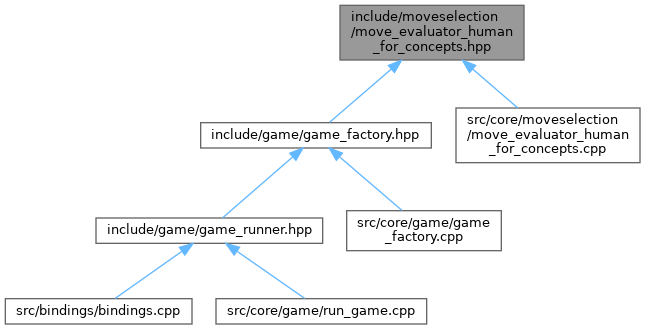 include/moveselection
/move_evaluator_human
_for_concepts.hpp
include/game/game_factory.hpp
src/core/moveselection
/move_evaluator_human
_for_concepts.cpp
include/game/game_runner.hpp
src/core/game/game
_factory.cpp
src/bindings/bindings.cpp
src/core/game/run_game.cpp